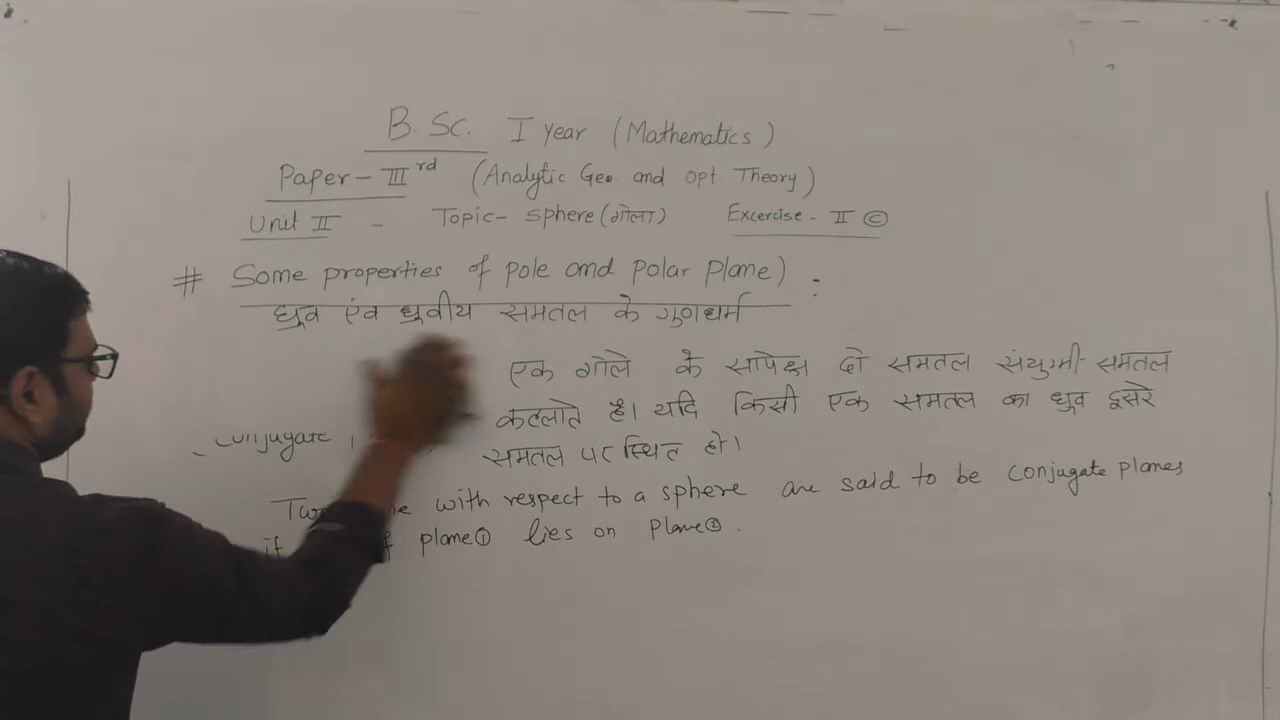 B. Sc. I year (Mathematics)
Paper - III rd (Analytic Geo. and opt. Theory)
Unit II - Topic - Sphere (गोला) Excercise - II ⓒ
# Some properties of pole and polar plane) :
ध्रुव एंव ध्रुवीय समतल के गुणधर्म
एक गोले के सापेक्ष दो समतल संयुग्मी समतल
कहलाते है। यदि किसी एक समतल का ध्रुव दूसरे
समतल पर स्थित हो।
conjugate
with respect to a sphere are said to be conjugate planes
if plane① lies on Plane②.